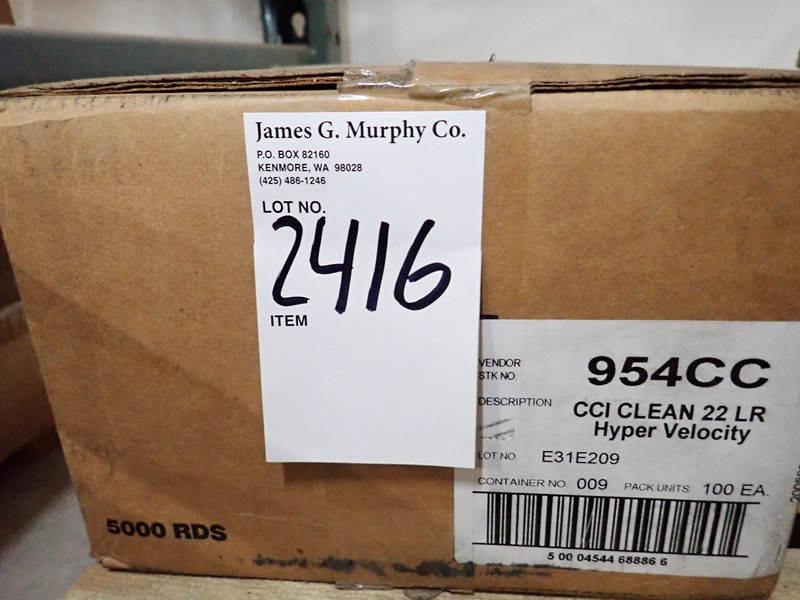 James G. Murphy Co.
P.O. BOX 82160
KENMORE, WA 98028
(425) 486-1246
LOT NO.
2416
ITEM
VENDOR
STK NO.
954CC
DESCRIPTION
CCI CLEAN 22 LR
Hyper Velocity
LOT NO. E31E209
CONTAINER NO. 009 PACK UNITS 100 EA.
5 00 04544 68886 6
5000 RDS